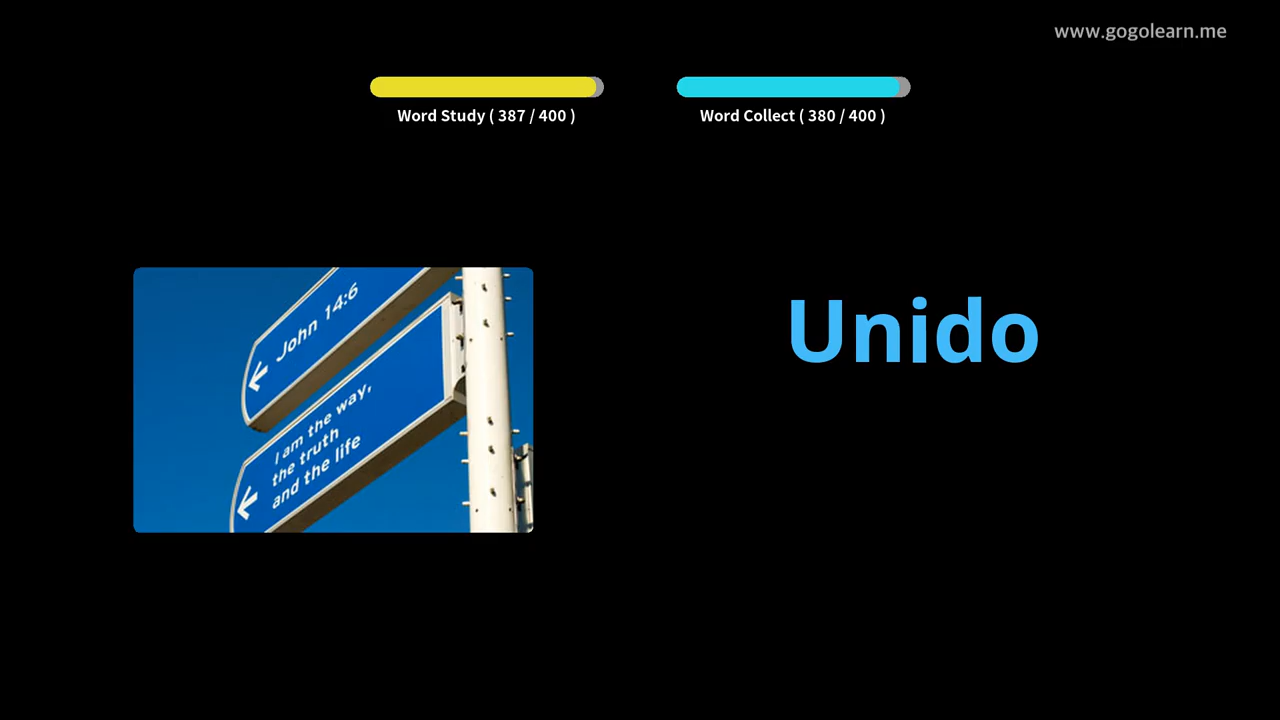 www.gogolearn.me
Word Study ( 387 / 400 )
Word Collect ( 380 / 400 )
John 14:6
I am the way,
the truth
and the life
Unido